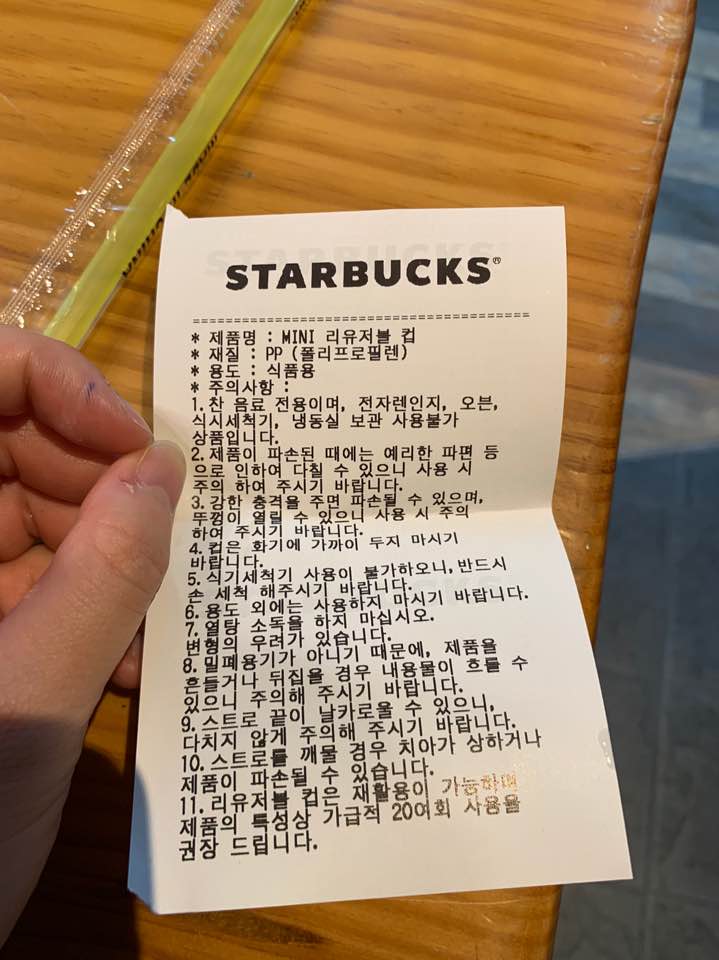 STARBUCKS®
==========================================
* 제품명 : MINI 리유저블 컵
* 재질 : PP (폴리프로필렌)
* 용도 : 식품용
* 주의사항 :
1. 찬 음료 전용이며, 전자렌인지, 오븐,
식시세척기, 냉동실 보관 사용불가
상품입니다.
2. 제품이 파손된 때에는 예리한 파편 등
으로 인하여 다칠 수 있으니 사용 시
주의 하여 주시기 바랍니다.
3. 강한 충격을 주면 파손될 수 있으며,
뚜껑이 열릴 수 있으니 사용 시 주의
하여 주시기 바랍니다.
4. 컵은 화기에 가까이 두지 마시기
바랍니다.
5. 식기세척기 사용이 불가하오니, 반드시
손 세척 해주시기 바랍니다.
6. 용도 외에는 사용하지 마시기 바랍니다.
7. 열탕 소독을 하지 마십시오.
변형의 우려가 있습니다.
8. 밀폐용기가 아니기 때문에, 제품을
흔들거나 뒤집을 경우 내용물이 흐를 수
있으니 주의해 주시기 바랍니다.
9. 스트로 끝이 날카로울 수 있으니,
다치지 않게 주의해 주시기 바랍니다.
10. 스트로를 깨물 경우 치아가 상하거나
제품이 파손될 수 있습니다.
11. 리유저블 컵은 재활용이 가능하며
제품의 특성상 가급적 20여회 사용을
권장 드립니다.